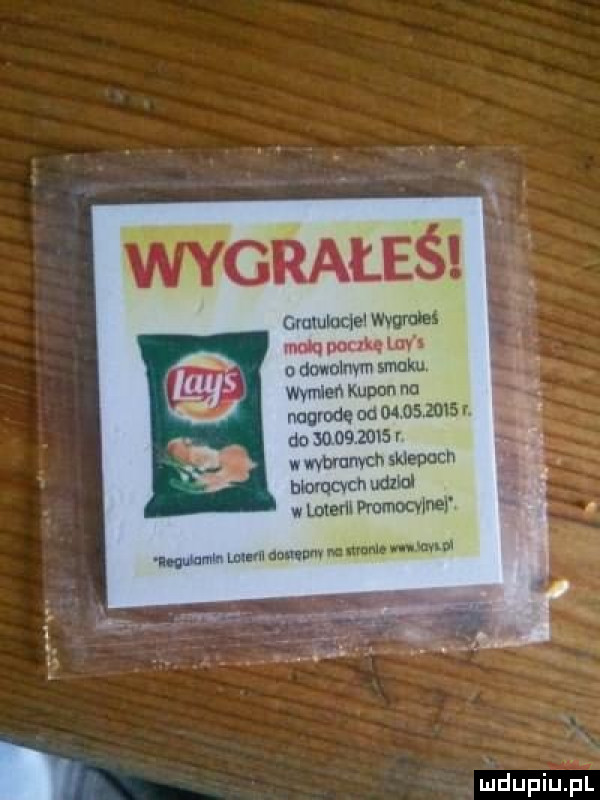 WYGRAŁEŚ!
Gratulacje! Wygrałeś
małą paczkę Lay's
o dowolnym smaku.
Wymień Kupon na
nagrodę od 04.05.2015 r.
do 30.09.2015 r.
w wybranych sklepach
biorących udział
w Loterii Promocyjnej*.
Lay's
*Regulamin Loterii dostępny na stronie www.lays.pl
mdupiu.pl